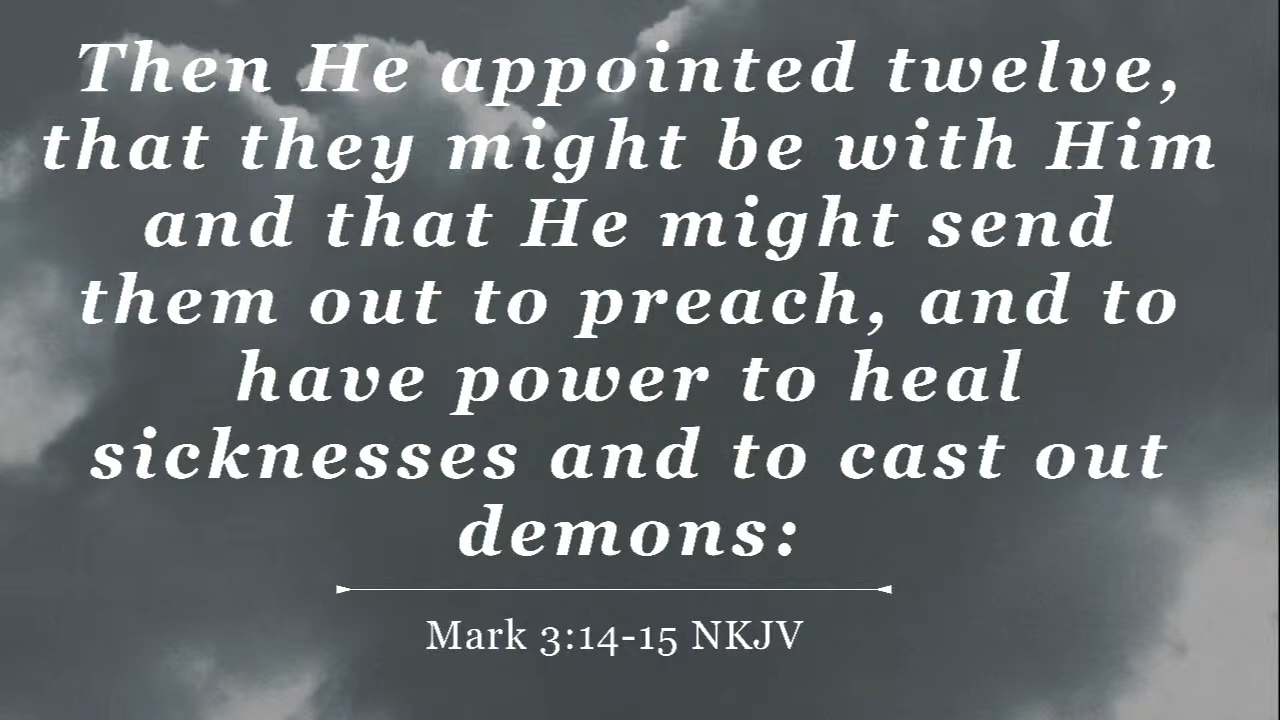 Then He appointed twelve,
that they might be with Him
and that He might send
them out to preach, and to
have power to heal
sicknesses and to cast out
demons:
Mark 3:14-15 NKJV